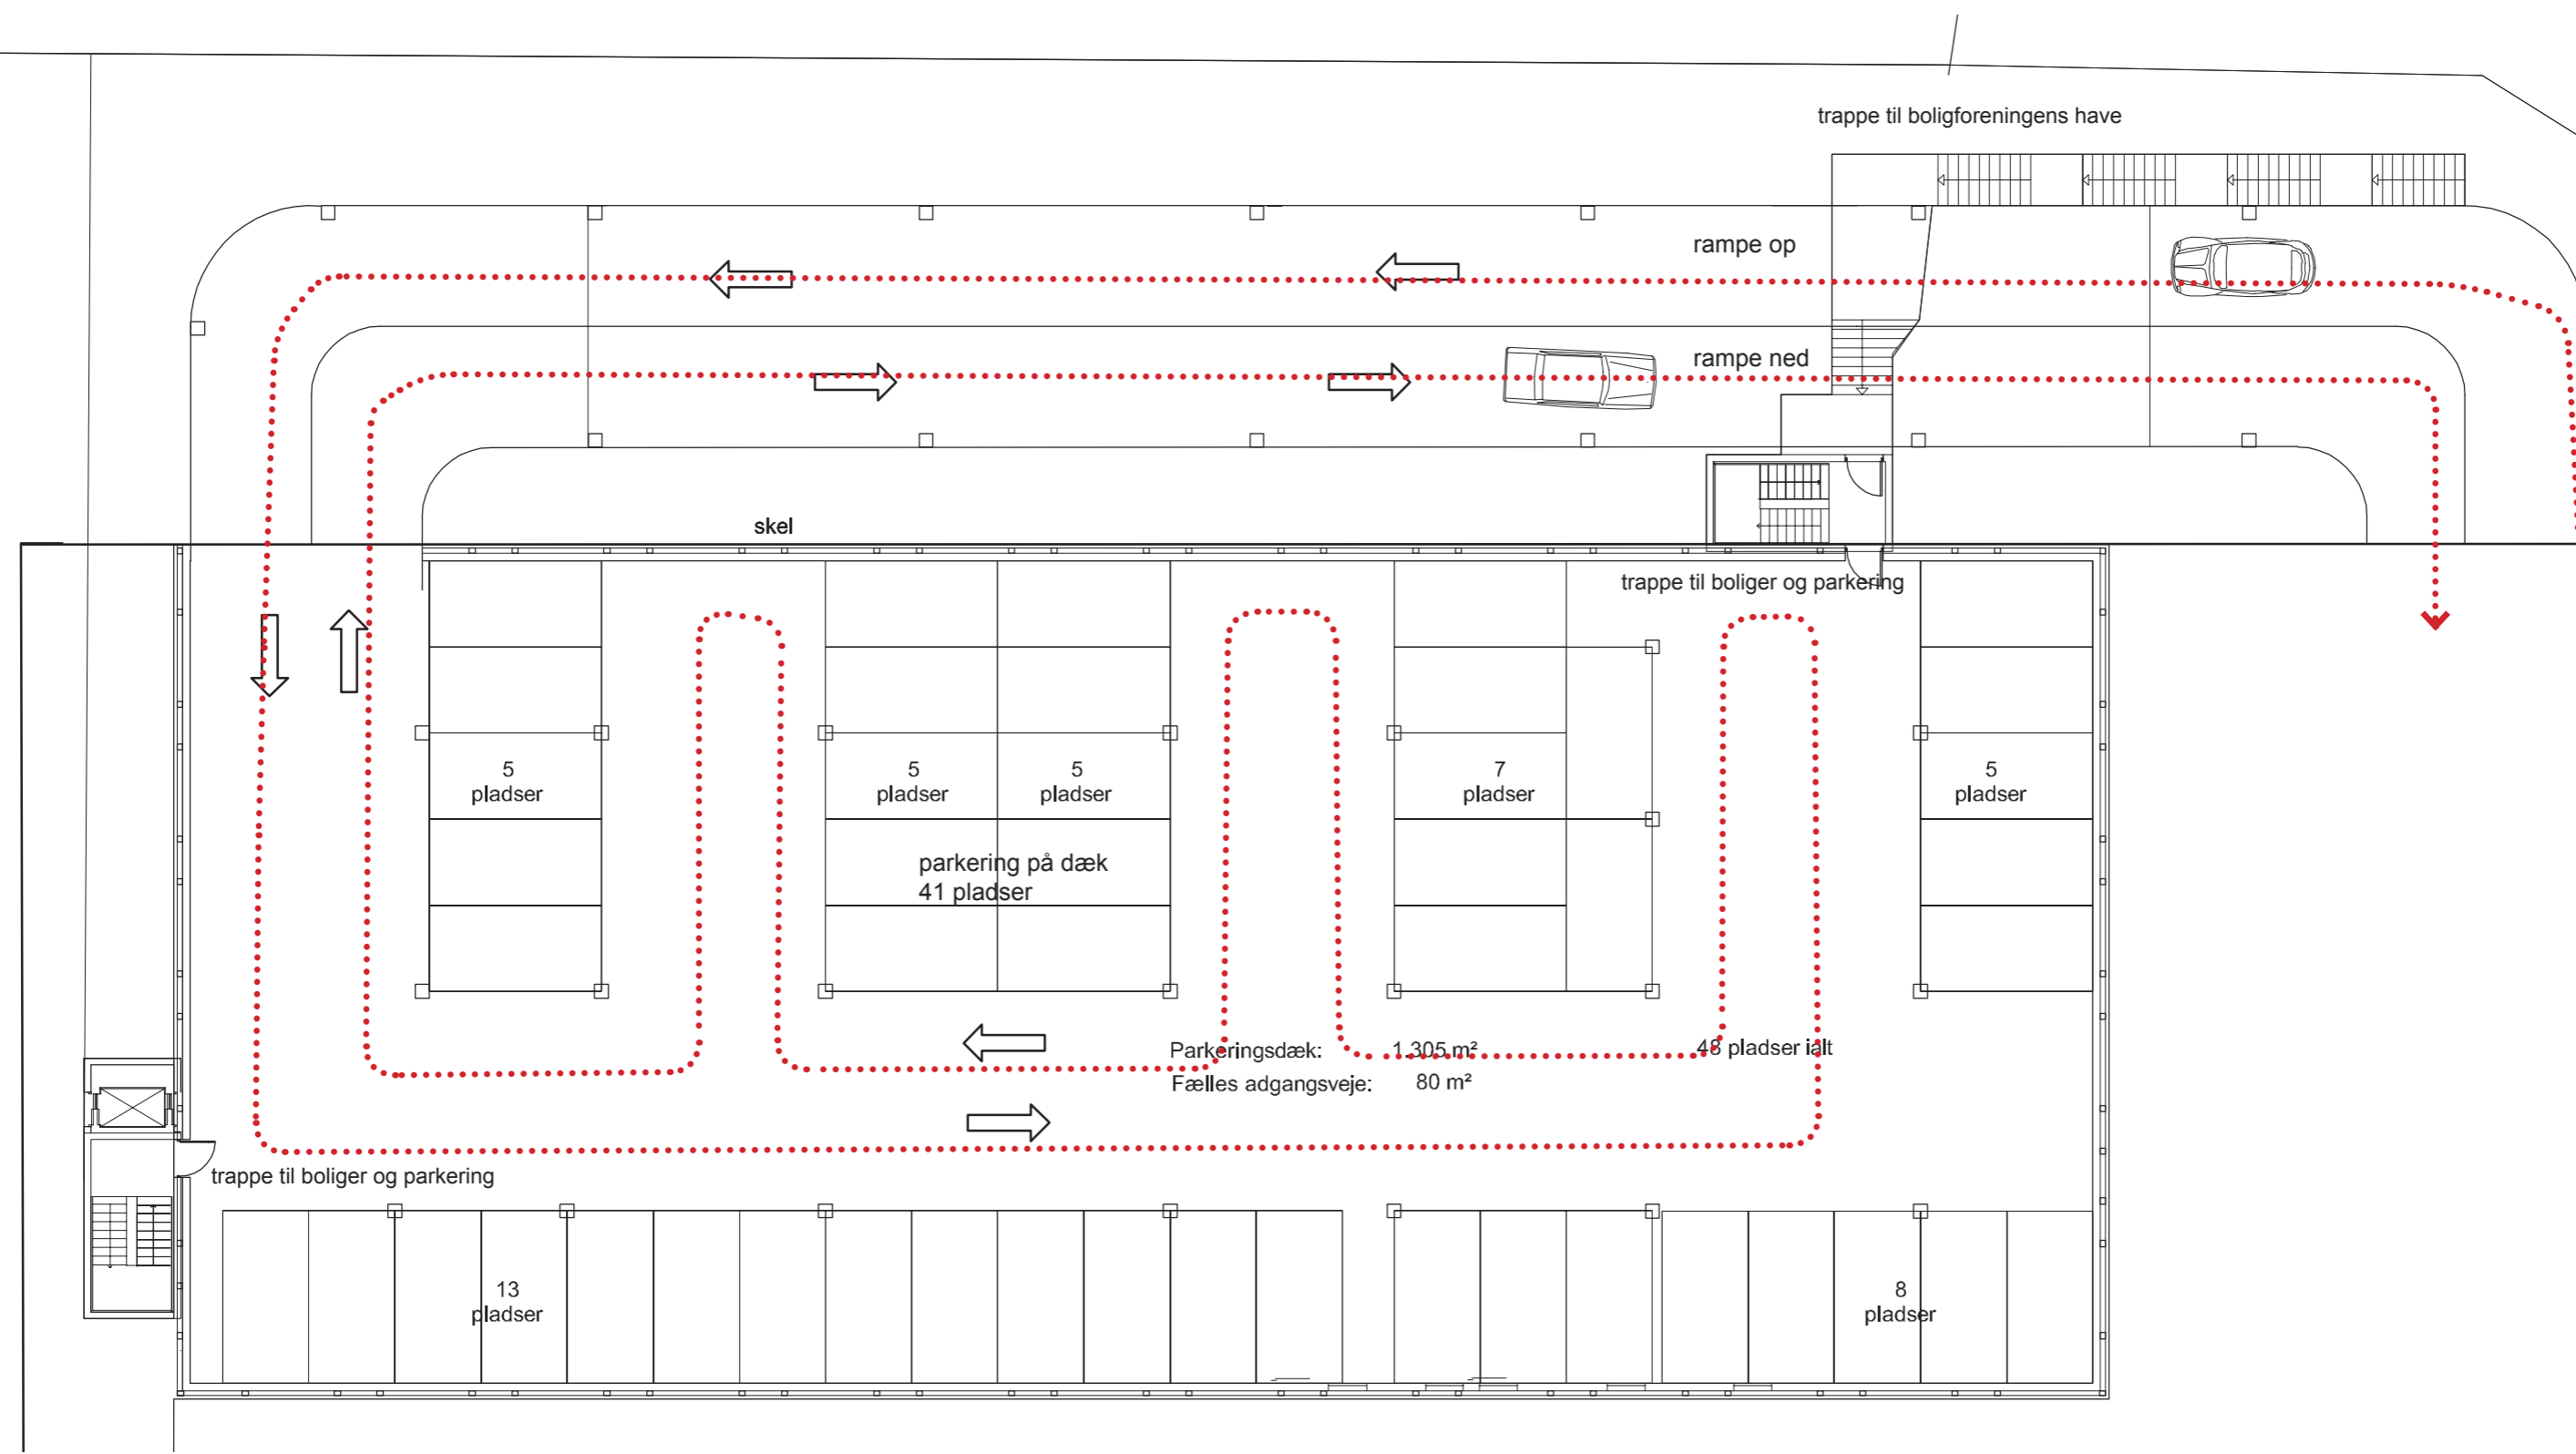 trappe til boligforeningens have
rampe op
rampe ned
skel
trappe til boliger og parkering
5
pladser
5
pladser
5
pladser
7
pladser
5
pladser
parkering på dæk
41 pladser
Parkeringsdæk: 1.305 m²
48 pladser ialt
Fælles adgangsveje: 80 m²
trappe til boliger og parkering
13
pladser
8
pladser